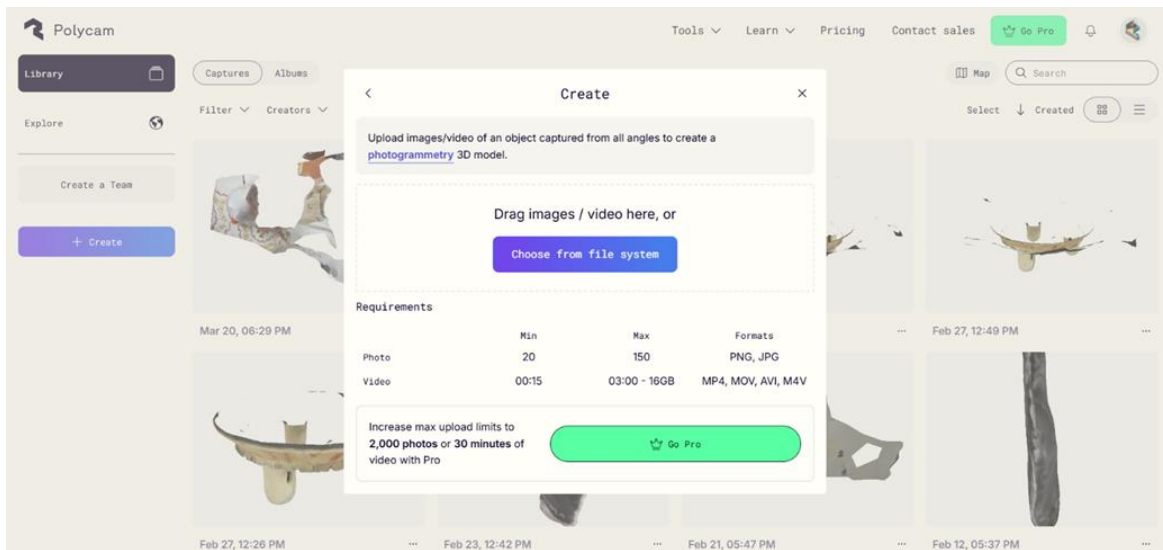 Polycam
Tools Learn Pricing Contact sales Go Pro
Library
Captures Albums
Map Search
Filter Creators
Select Created
Explore
Create a Team
+ Create
Create
Upload images/video of an object captured from all angles to create a
photogrammetry 3D model.
Drag images / video here, or
Choose from file system
Requirements
Min Max Formats
Photo 20 150 PNG, JPG
Video 00:15 03:00 - 16GB MP4, MOV, AVI, M4V
Increase max upload limits to
2,000 photos or 30 minutes of
video with Pro
Go Pro
Mar 20, 06:29 PM ... ... Feb 27, 12:49 PM ...
Feb 27, 12:26 PM ... Feb 23, 12:42 PM ... Feb 21, 05:47 PM ... Feb 12, 05:37 PM ...